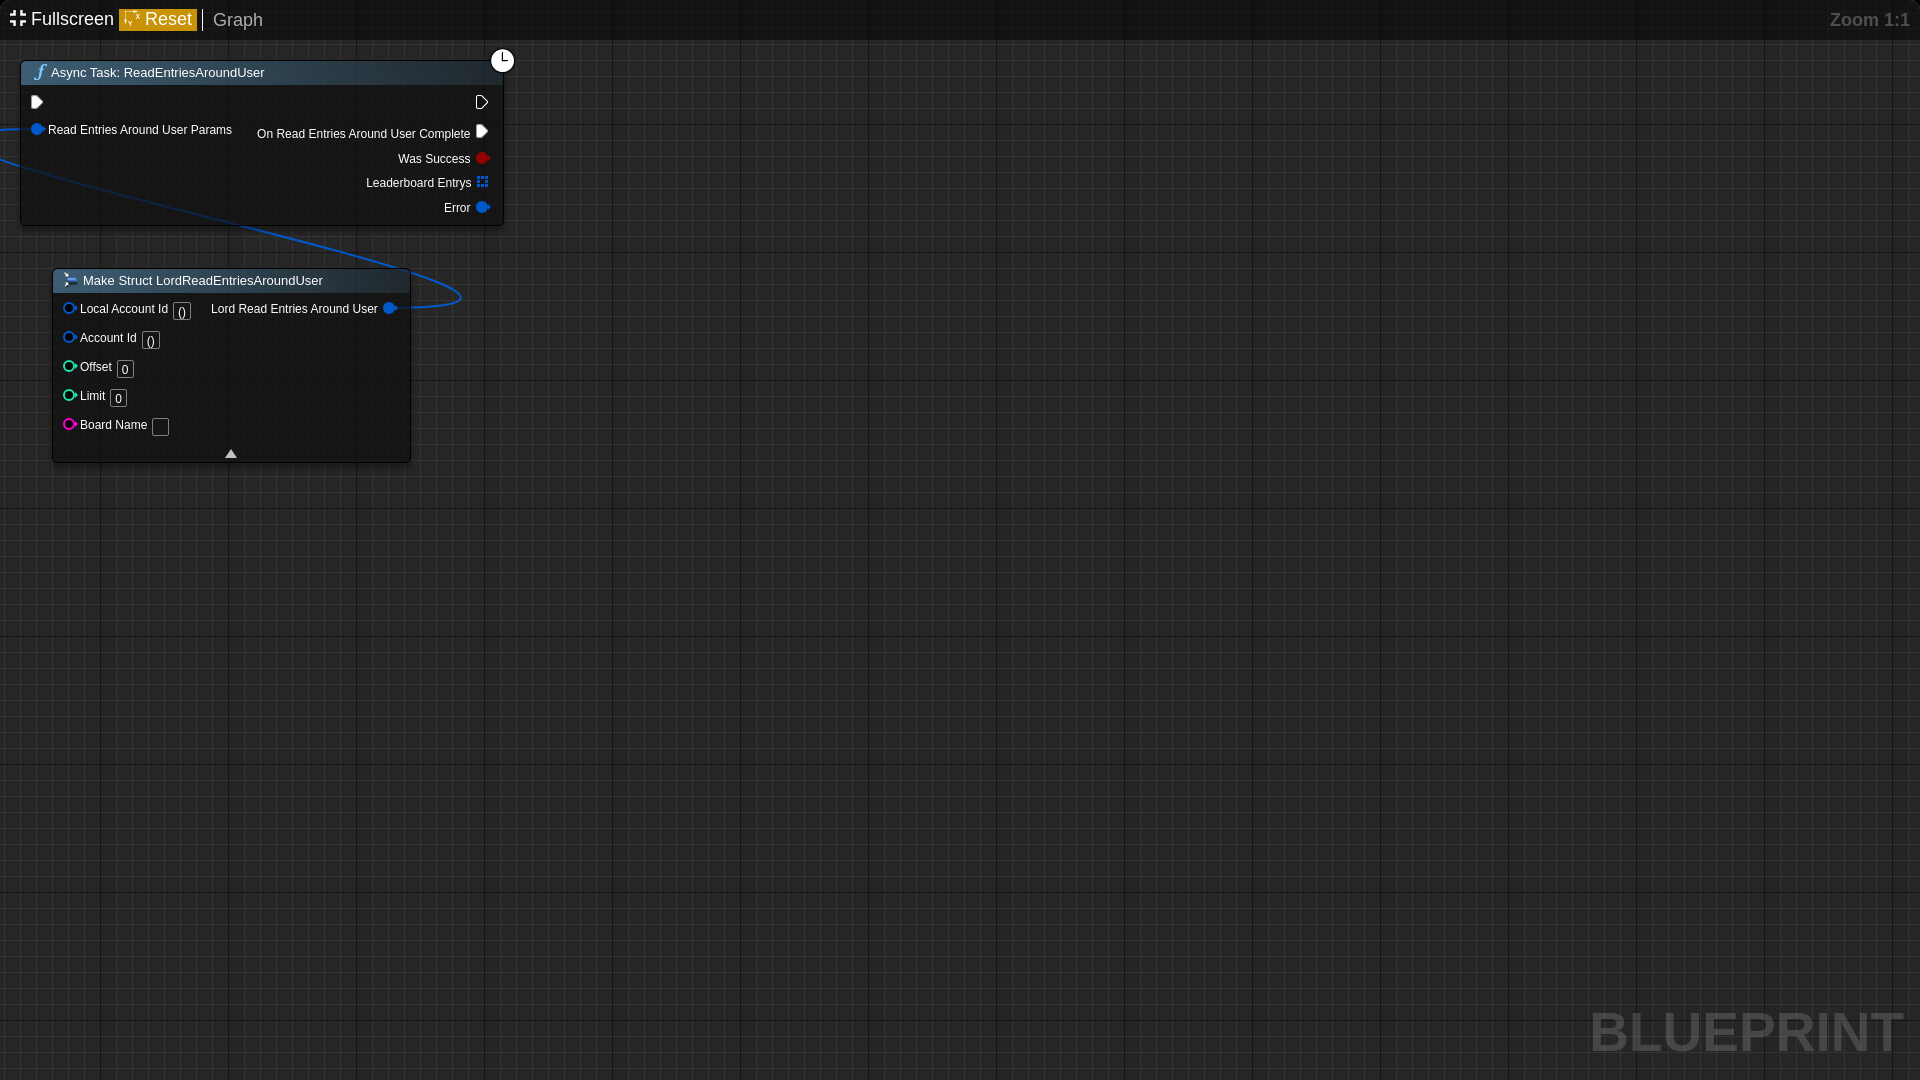 Fullscreen Reset Graph Zoom 1:1
Async Task: ReadEntriesAroundUser
Read Entries Around User Params On Read Entries Around User Complete
Was Success
Leaderboard Entrys
Error
Make Struct LordReadEntriesAroundUser
Local Account Id () Lord Read Entries Around User
Account Id ()
Offset 0
Limit 0
Board Name
BLUEPRINT